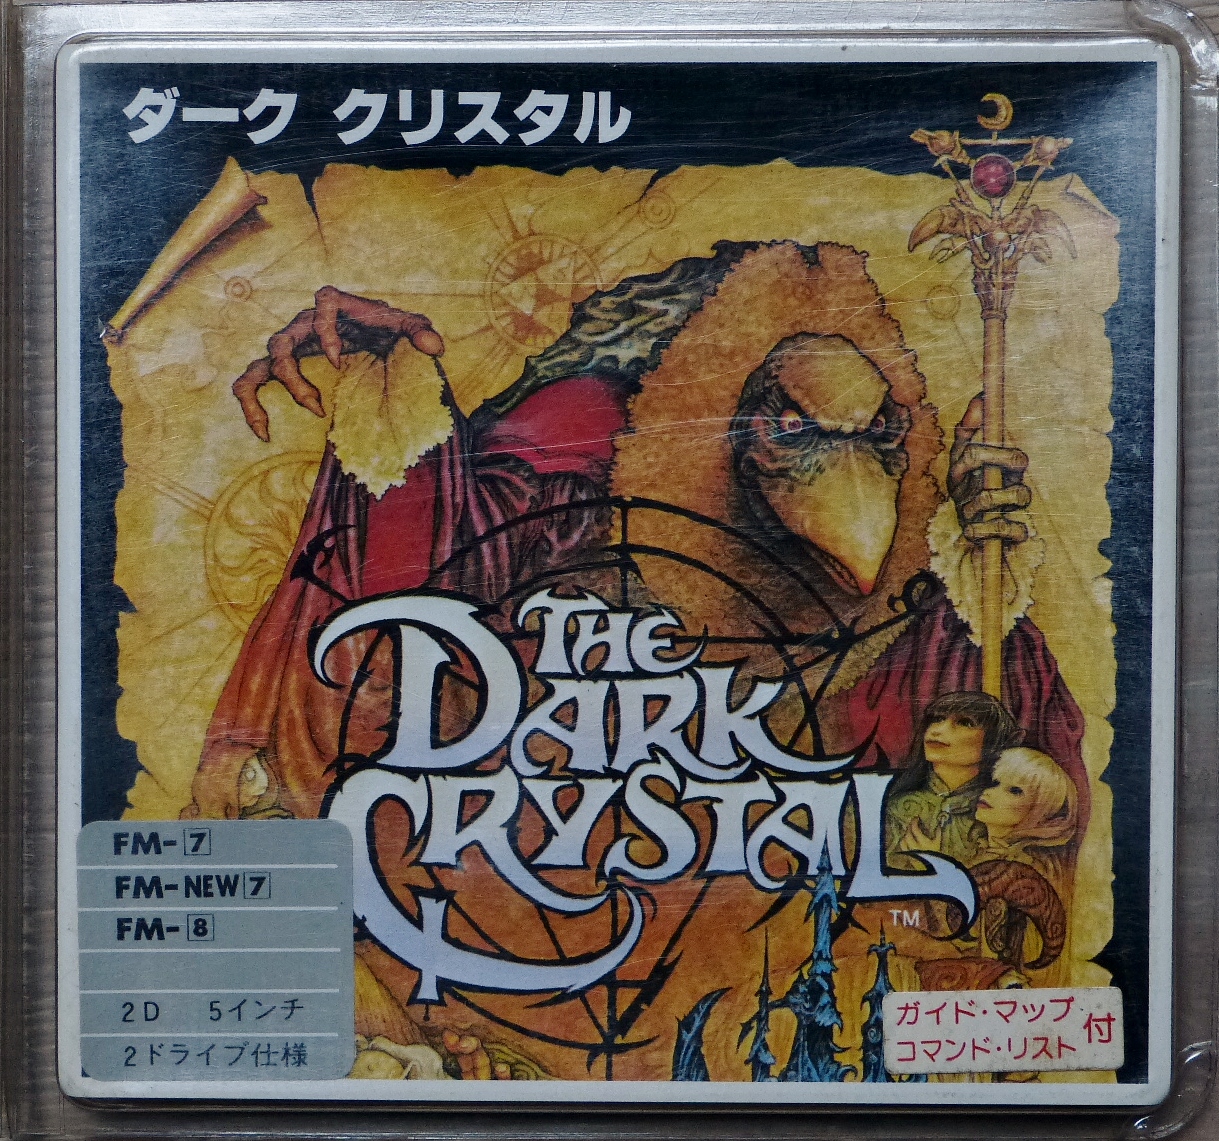 ダーク クリスタル
THE
DARK
CRYSTAL
TM
FM-7
FM-NEW7
FM-8
2D 5インチ
2ドライブ仕様
ガイド・マップ
コマンド・リスト
付